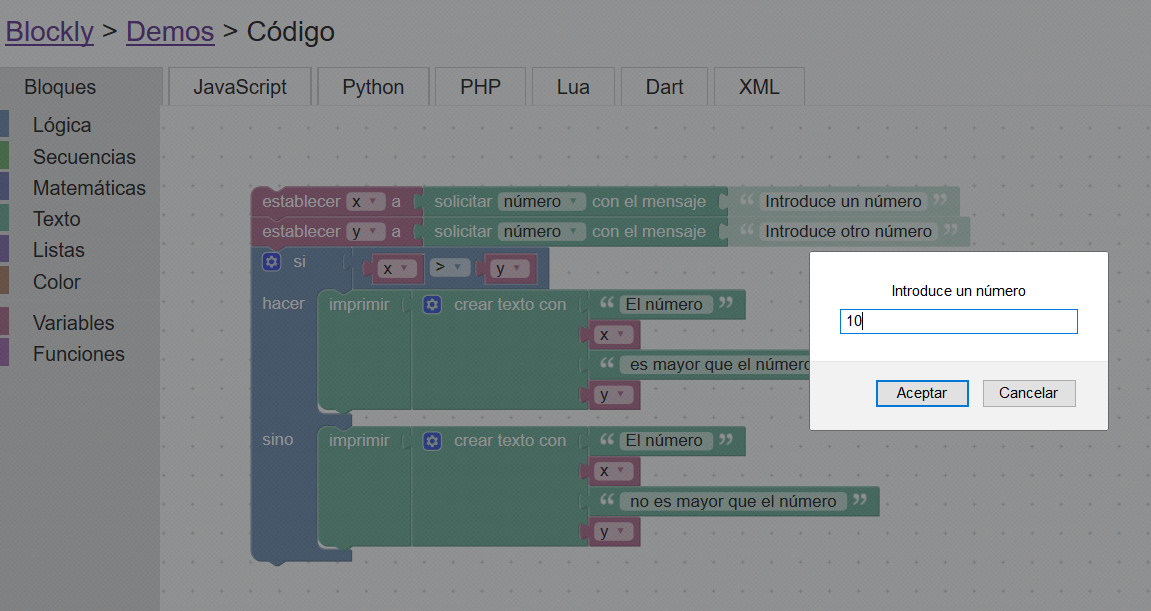 Blockly > Demos > Código
Bloques JavaScript Python PHP Lua Dart XML
Lógica
Secuencias
Matemáticas
Texto
Listas
Color
Variables
Funciones
establecer x a solicitar número con el mensaje “ Introduce un número ”
establecer y a solicitar número con el mensaje “ Introduce otro número ”
si x > y
hacer imprimir crear texto con “ El número ”
x
“ es mayor que el número
y
sino imprimir crear texto con “ El número ”
x
“ no es mayor que el número ”
y
Introduce un número
10
Aceptar Cancelar